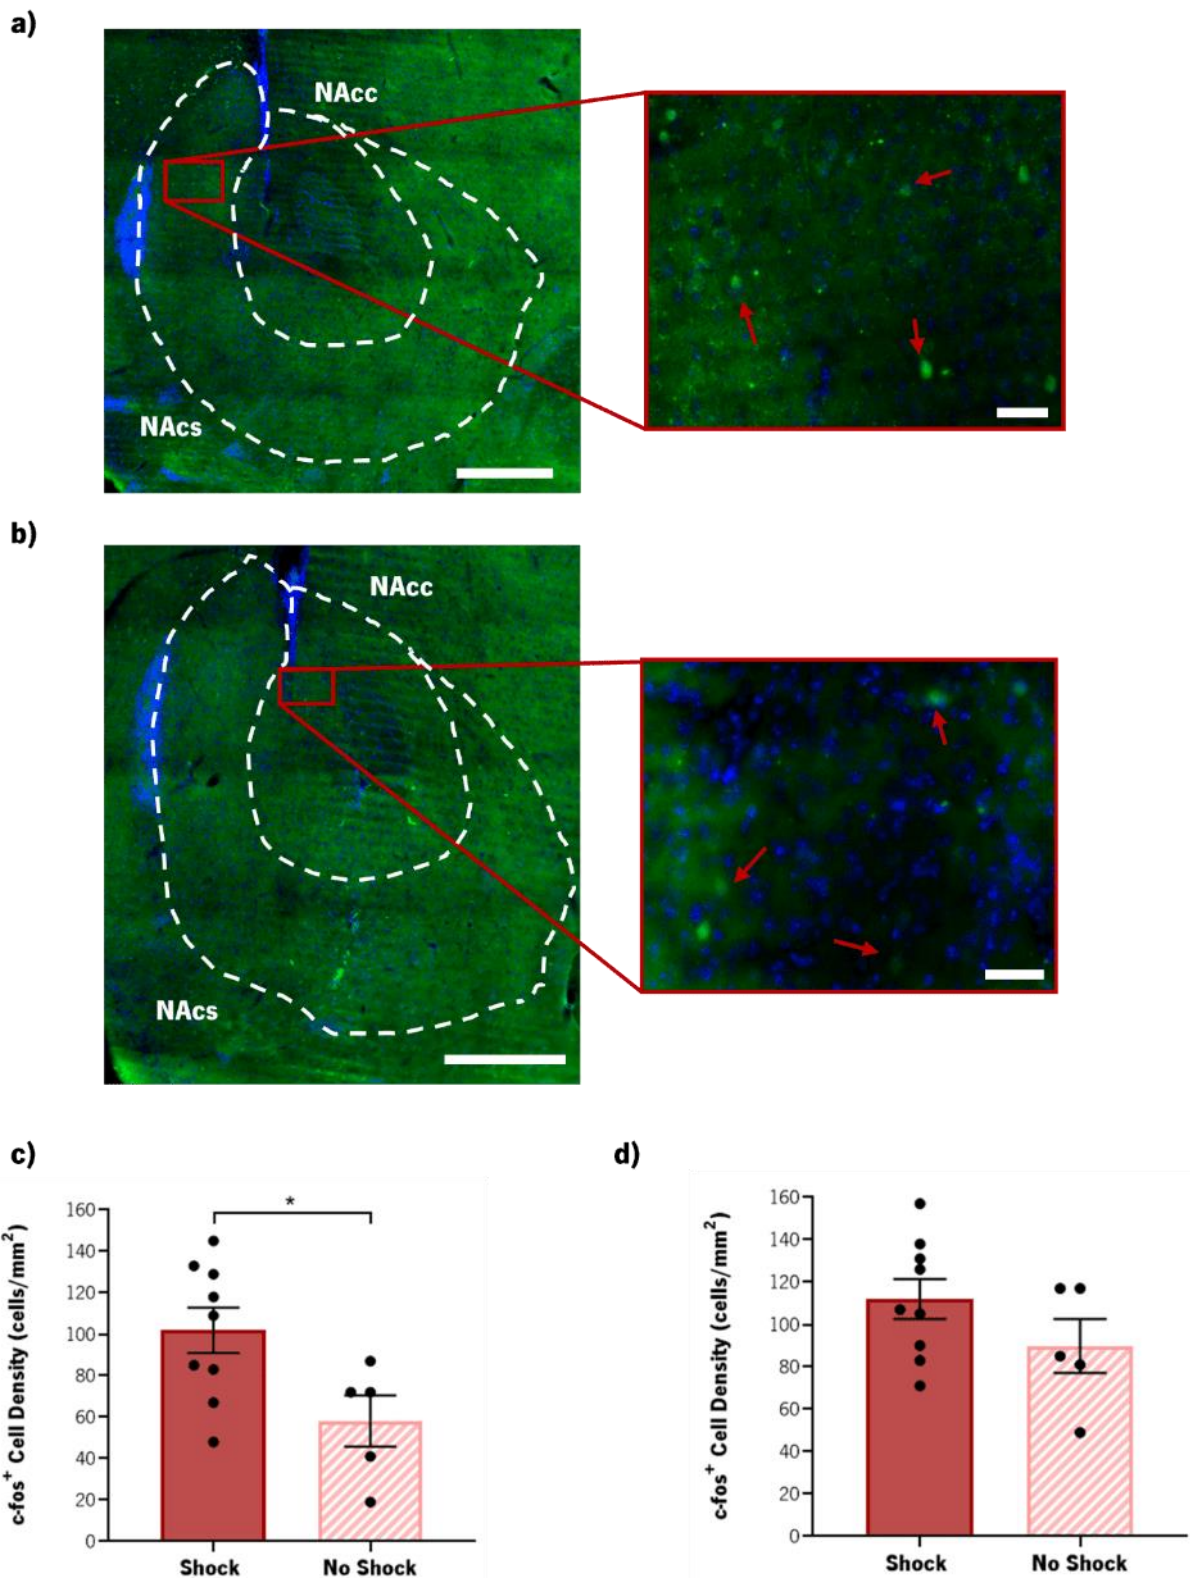 a)
NAcc
NAcs
b)
NAcc
NAcs
c)
d)
c-fos+ Cell Density (cells/mm2)
160
140
120
100
80
60
40
20
0
*
Shock
No Shock
c-fos+ Cell Density (cells/mm2)
160
140
120
100
80
60
40
20
0
Shock
No Shock